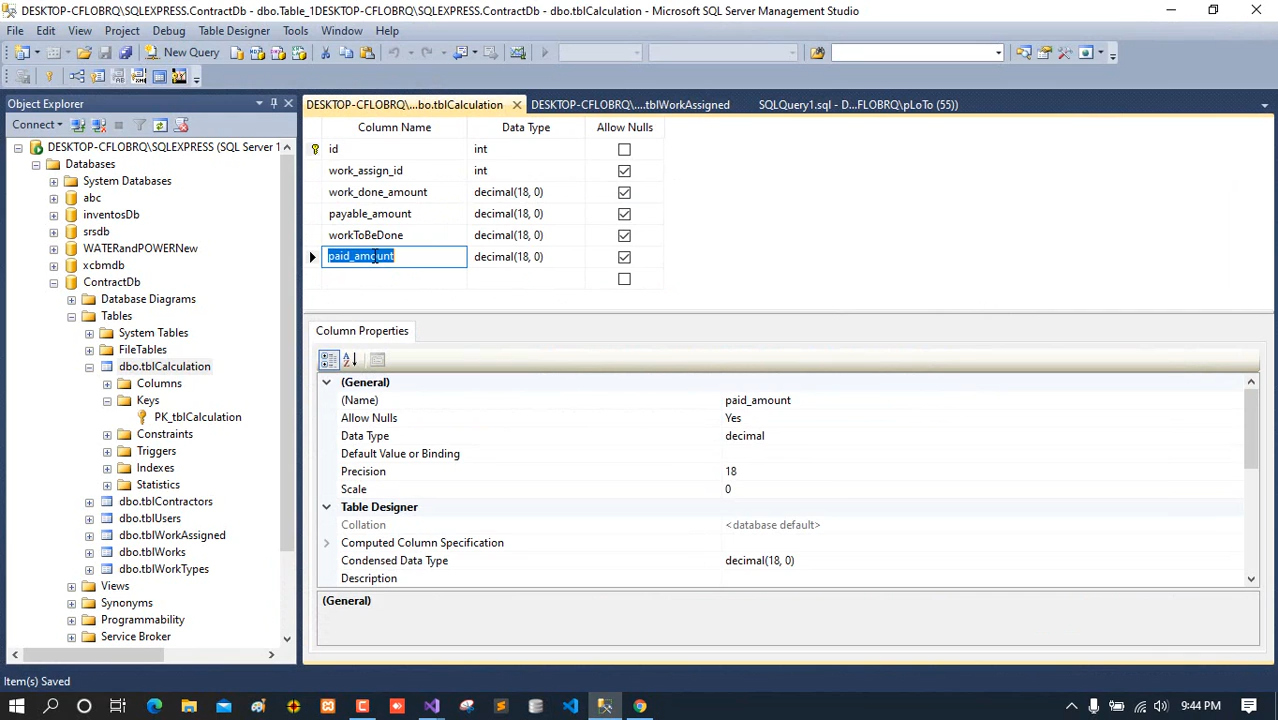 DESKTOP-CFLOBRQ\SQLEXPRESS.ContractDb - dbo.Table_1DESKTOP-CFLOBRQ\SQLEXPRESS.ContractDb - dbo.tblCalculation - Microsoft SQL Server Management Studio
File Edit View Project Debug Table Designer Tools Window Help
New Query
Object Explorer
Connect
DESKTOP-CFLOBRQ\SQLEXPRESS (SQL Server 1
Databases
System Databases
abc
inventosDb
srsdb
WATERandPOWERNew
xcbmdb
ContractDb
Database Diagrams
Tables
System Tables
FileTables
dbo.tblCalculation
Columns
Keys
PK_tblCalculation
Constraints
Triggers
Indexes
Statistics
dbo.tblContractors
dbo.tblUsers
dbo.tblWorkAssigned
dbo.tblWorks
dbo.tblWorkTypes
Views
Synonyms
Programmability
Service Broker
DESKTOP-CFLOBRQ\...bo.tblCalculation DESKTOP-CFLOBRQ\....tblWorkAssigned SQLQuery1.sql - D...FLOBRQ\pLoTo (55))
Column Name Data Type Allow Nulls
id int
work_assign_id int
work_done_amount decimal(18, 0)
payable_amount decimal(18, 0)
workToBeDone decimal(18, 0)
paid_amount decimal(18, 0)
Column Properties
(General)
(Name) paid_amount
Allow Nulls Yes
Data Type decimal
Default Value or Binding
Precision 18
Scale 0
Table Designer
Collation <database default>
Computed Column Specification
Condensed Data Type decimal(18, 0)
Description
(General)
Item(s) Saved
9:44 PM